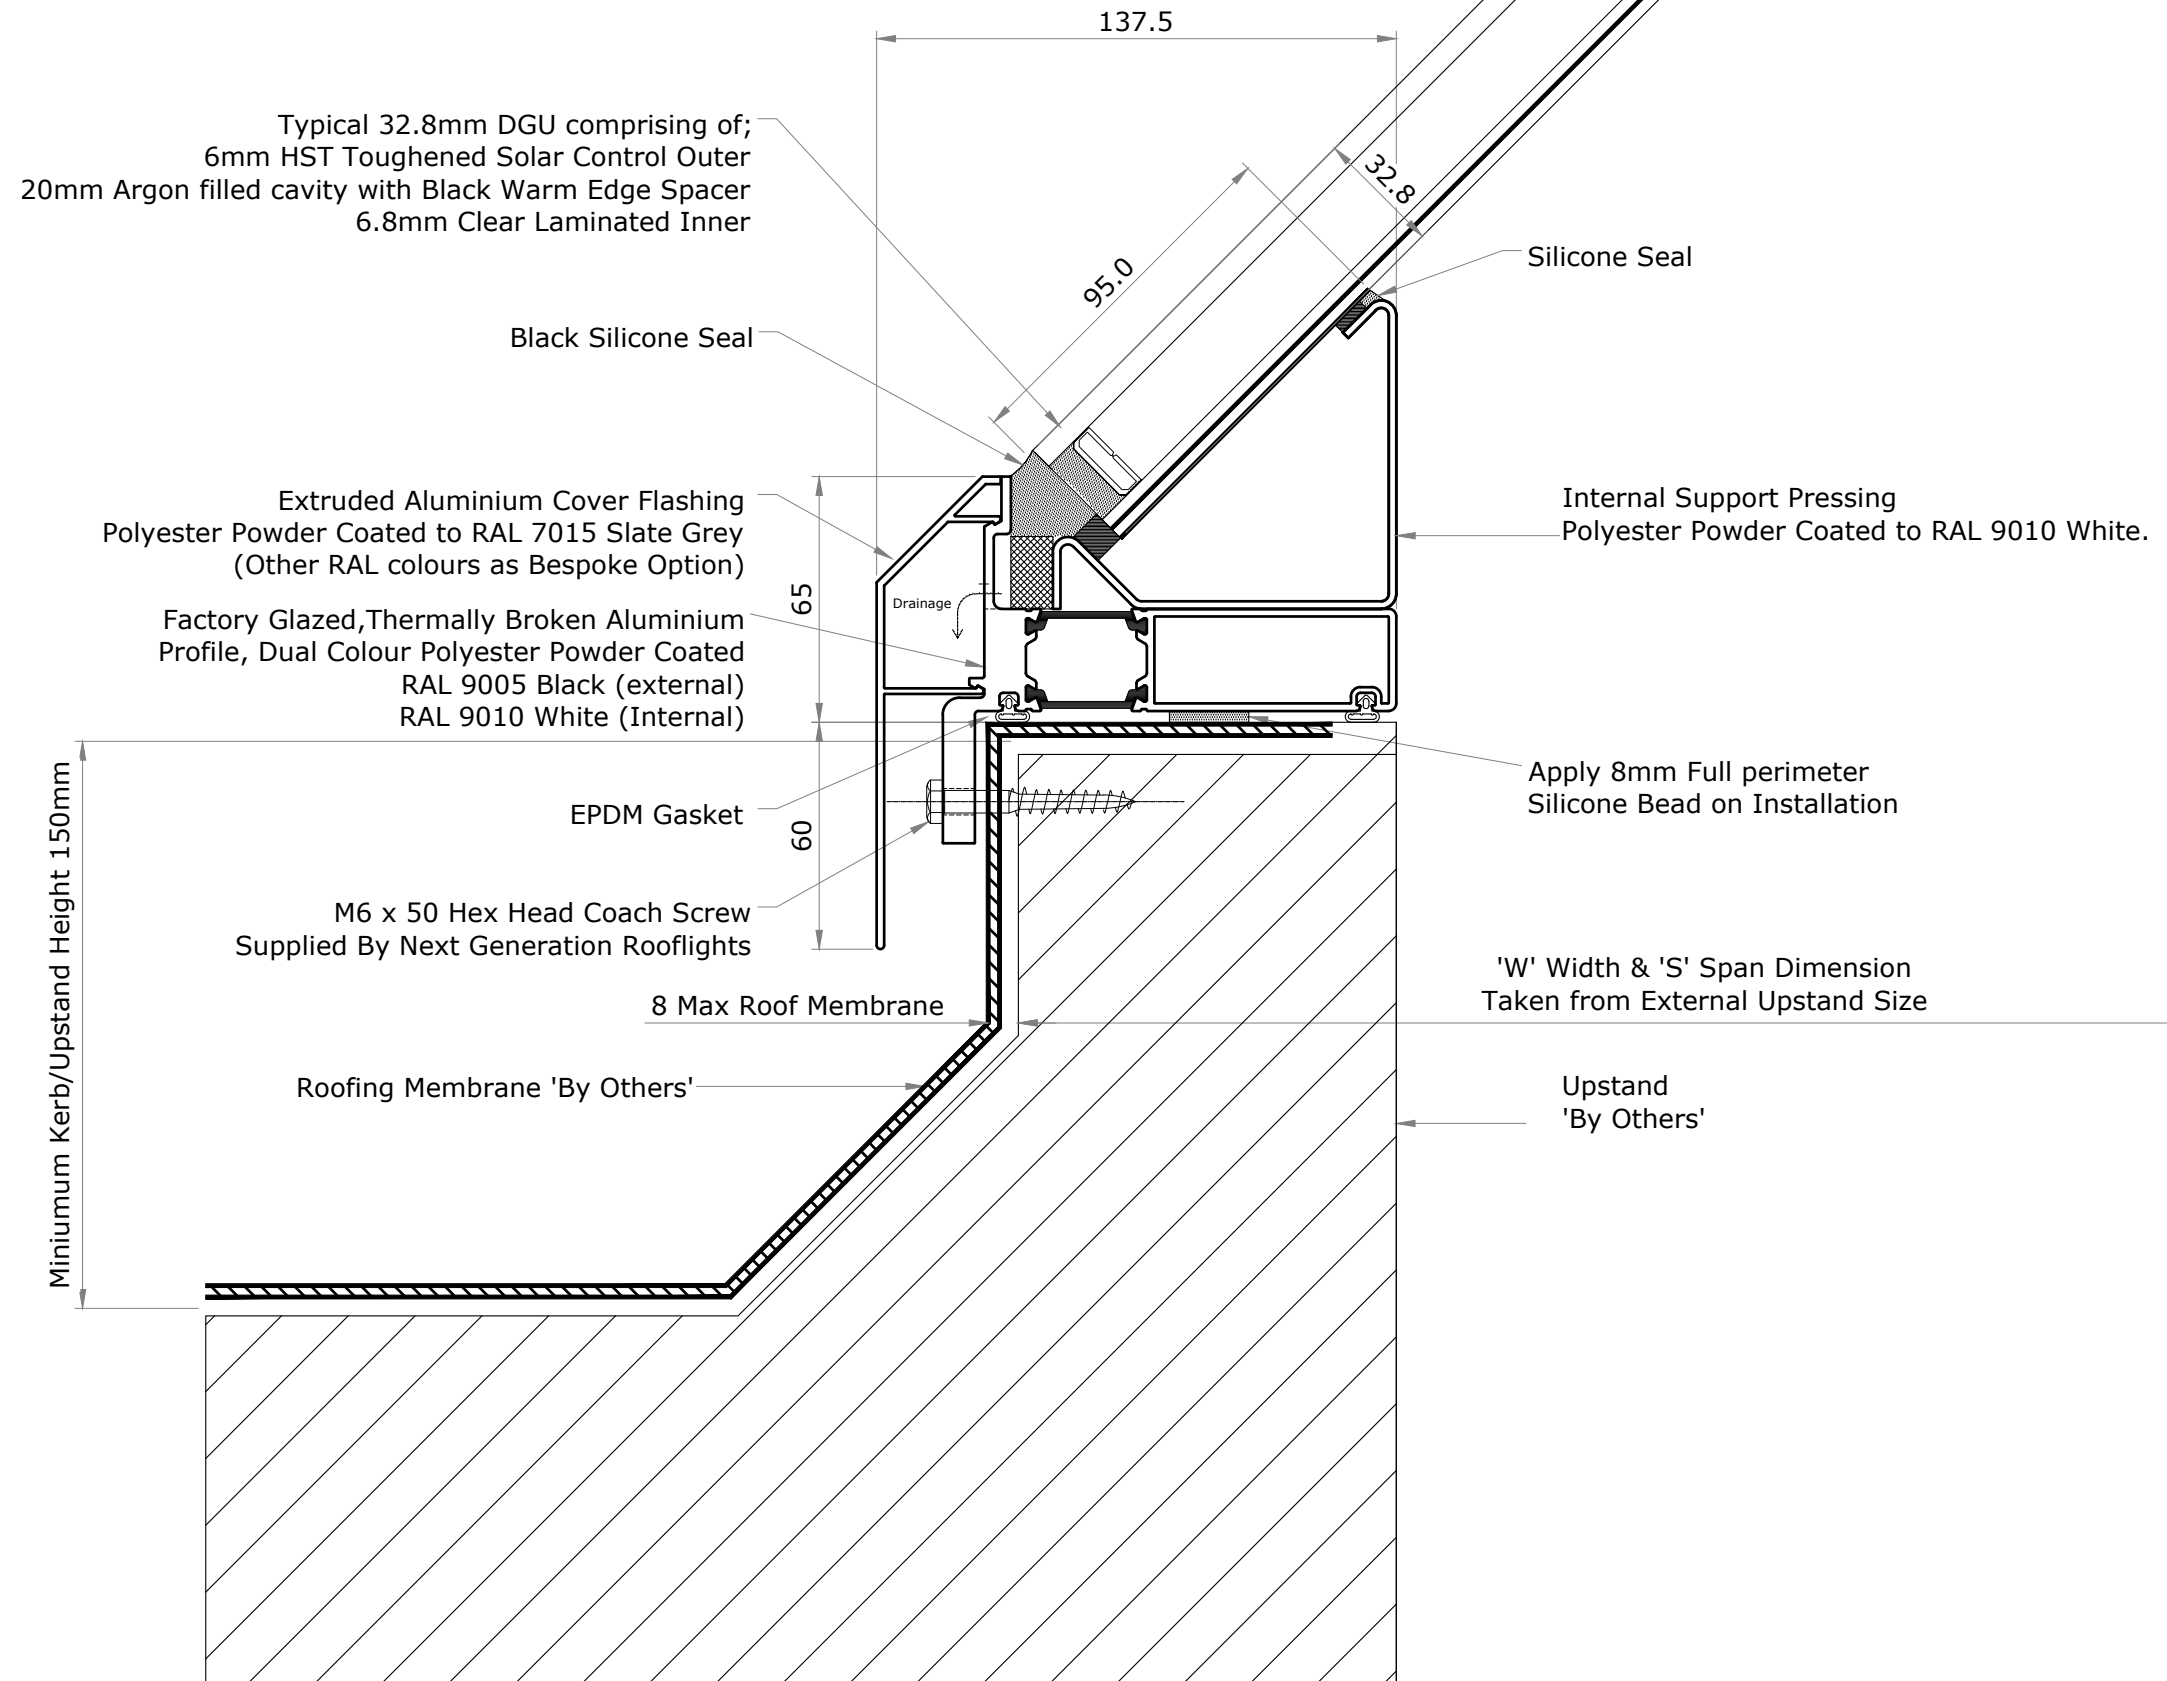 137.5
Typical 32.8mm DGU comprising of;
6mm HST Toughened Solar Control Outer
20mm Argon filled cavity with Black Warm Edge Spacer
6.8mm Clear Laminated Inner
32.8
95.0
Silicone Seal
Black Silicone Seal
Extruded Aluminium Cover Flashing
Polyester Powder Coated to RAL 7015 Slate Grey
(Other RAL colours as Bespoke Option)
Internal Support Pressing
Polyester Powder Coated to RAL 9010 White.
65
Drainage
Factory Glazed,Thermally Broken Aluminium
Profile, Dual Colour Polyester Powder Coated
RAL 9005 Black (external)
RAL 9010 White (Internal)
Apply 8mm Full perimeter
Silicone Bead on Installation
EPDM Gasket
60
Miniumum Kerb/Upstand Height 150mm
M6 x 50 Hex Head Coach Screw
Supplied By Next Generation Rooflights
'W' Width & 'S' Span Dimension
Taken from External Upstand Size
8 Max Roof Membrane
Roofing Membrane 'By Others'
Upstand
'By Others'